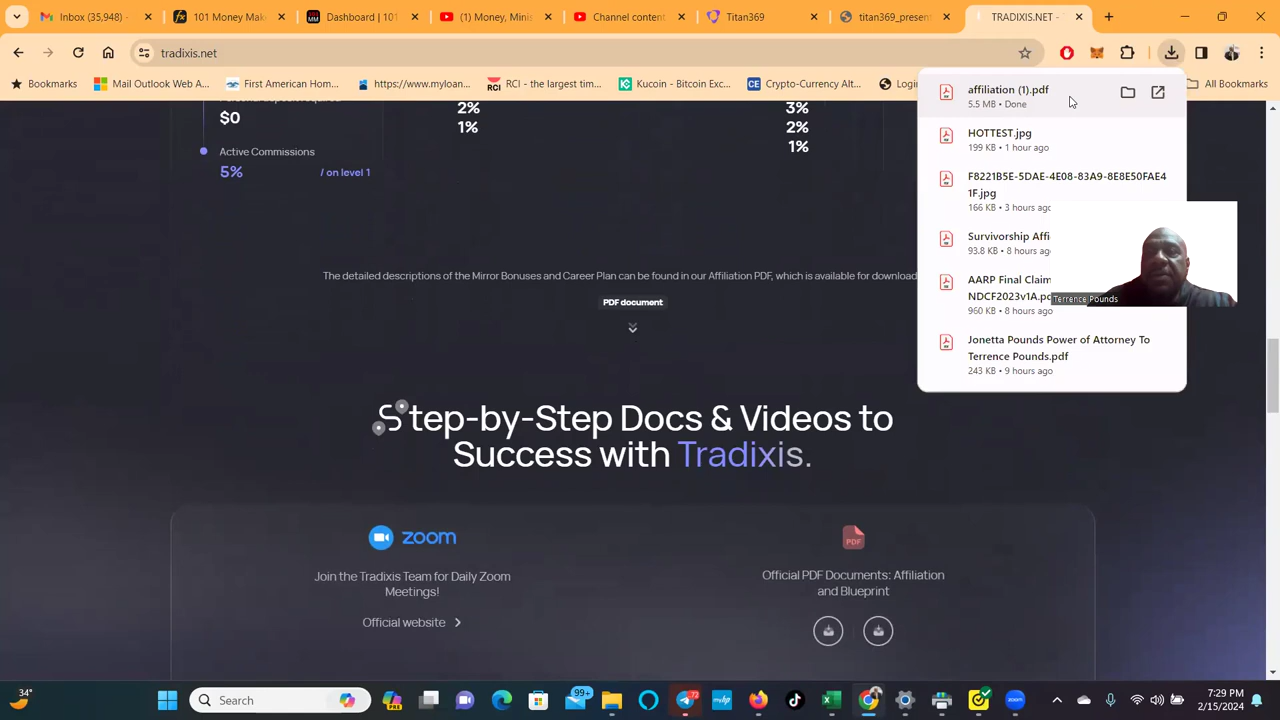 Inbox (35,948) -
101 Money Mak
Dashboard | 101
(1) Money, Minis
Channel content
Titan369
titan369_present
TRADIXIS.NET -
tradixis.net
Bookmarks
Mail Outlook Web A...
First American Hom...
https://www.myloan...
RCI - the largest tim...
Kucoin - Bitcoin Exc...
Crypto-Currency Alt...
Login
All Bookmarks
affiliation (1).pdf
5.5 MB • Done
HOTTEST.jpg
199 KB • 1 hour ago
F8221B5E-5DAE-4E08-83A9-8E8E50FAE4
1F.jpg
166 KB • 3 hours ago
Survivorship Affi
93.8 KB • 8 hours ag
AARP Final Claim
NDCF2023v1A.pd
960 KB • 8 hours ago
Jonetta Pounds Power of Attorney To
Terrence Pounds.pdf
243 KB • 9 hours ago
Terrence Pounds
$0
2%
1%
3%
2%
1%
Active Commissions
5% / on level 1
The detailed descriptions of the Mirror Bonuses and Career Plan can be found in our Affiliation PDF, which is available for download
PDF document
Step-by-Step Docs & Videos to
Success with Tradixis.
zoom
Join the Tradixis Team for Daily Zoom
Meetings!
Official website
PDF
Official PDF Documents: Affiliation
and Blueprint
34°
Search
99+
72
7:29 PM
2/15/2024